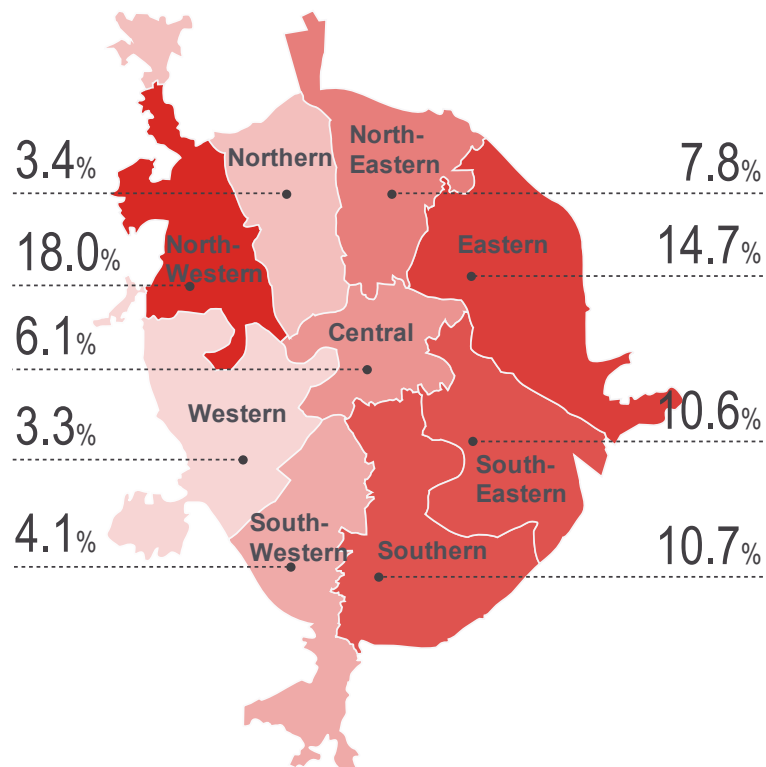 North-
Eastern
Northern
3.4%
7.8%
North-
Western
Eastern
18.0%
14.7%
Central
6.1%
Western
10.6%
3.3%
South-
Eastern
South-
Western
Southern
4.1%
10.7%